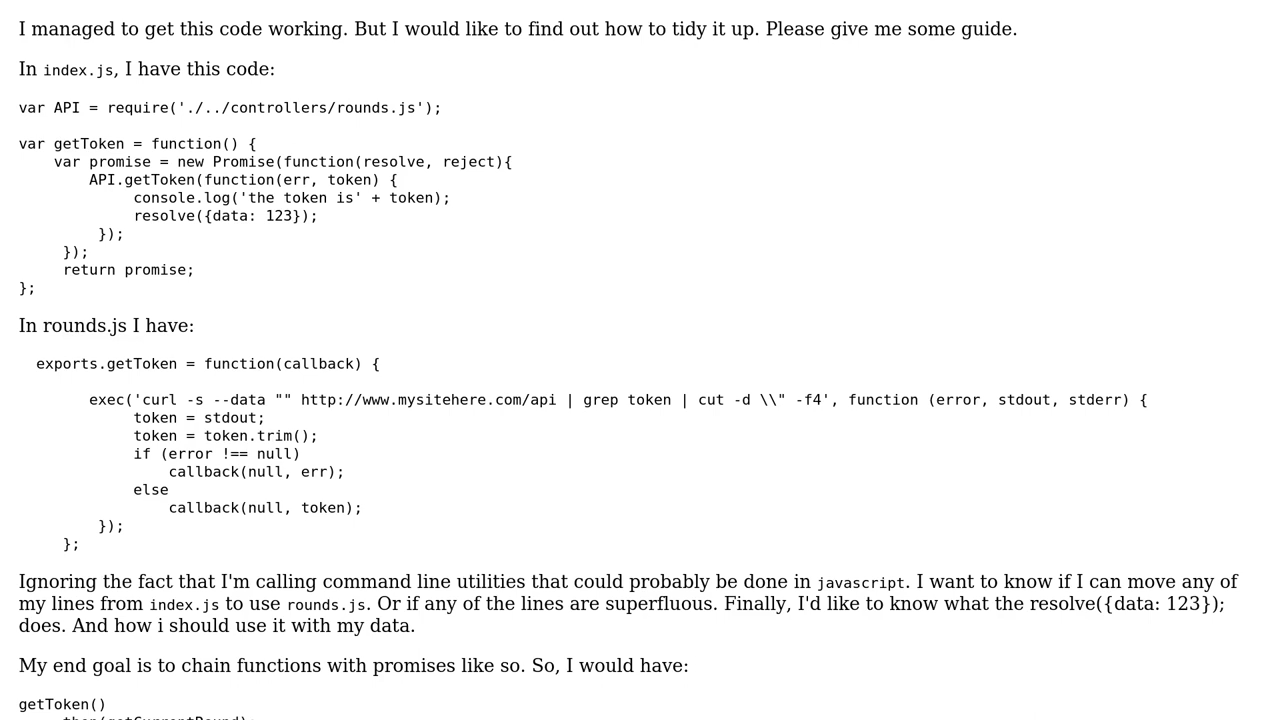 I managed to get this code working. But I would like to find out how to tidy it up. Please give me some guide.
In index.js, I have this code:
var API = require('./../controllers/rounds.js');
var getToken = function() {
    var promise = new Promise(function(resolve, reject){
        API.getToken(function(err, token) {
             console.log('the token is' + token);
             resolve({data: 123});
         });
     });
     return promise;
};
In rounds.js I have:
  exports.getToken = function(callback) {
        exec('curl -s --data "" http://www.mysitehere.com/api | grep token | cut -d \\" -f4', function (error, stdout, stderr) {
             token = stdout;
             token = token.trim();
             if (error !== null)
                 callback(null, err);
             else
                 callback(null, token);
         });
     };
Ignoring the fact that I'm calling command line utilities that could probably be done in javascript. I want to know if I can move any of
my lines from index.js to use rounds.js. Or if any of the lines are superfluous. Finally, I'd like to know what the resolve({data: 123});
does. And how i should use it with my data.
My end goal is to chain functions with promises like so. So, I would have:
getToken()
    .then(getCurrentRound);